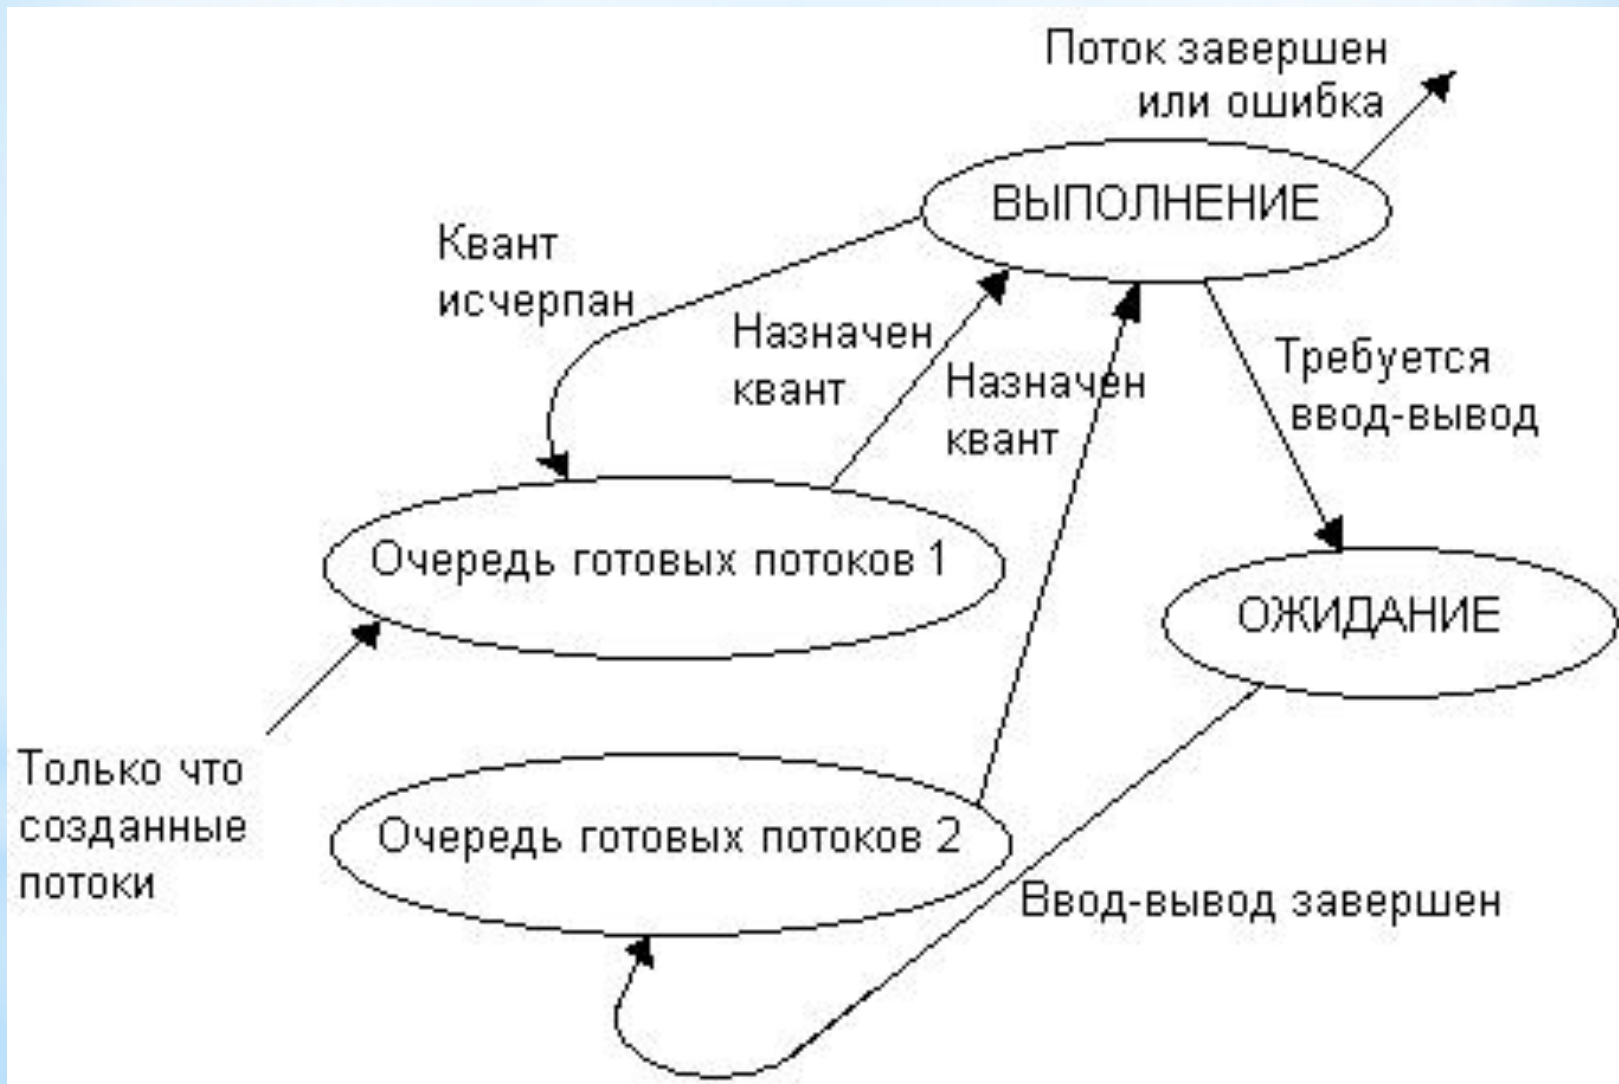 Поток завершен
или ошибка
ВЫПОЛНЕНИЕ
Квант
исчерпан
Назначен
квант
Назначен
квант
Требуется
ввод-вывод
Очередь готовых потоков 1
ОЖИДАНИЕ
Только что
созданные
потоки
Очередь готовых потоков 2
Ввод-вывод завершен